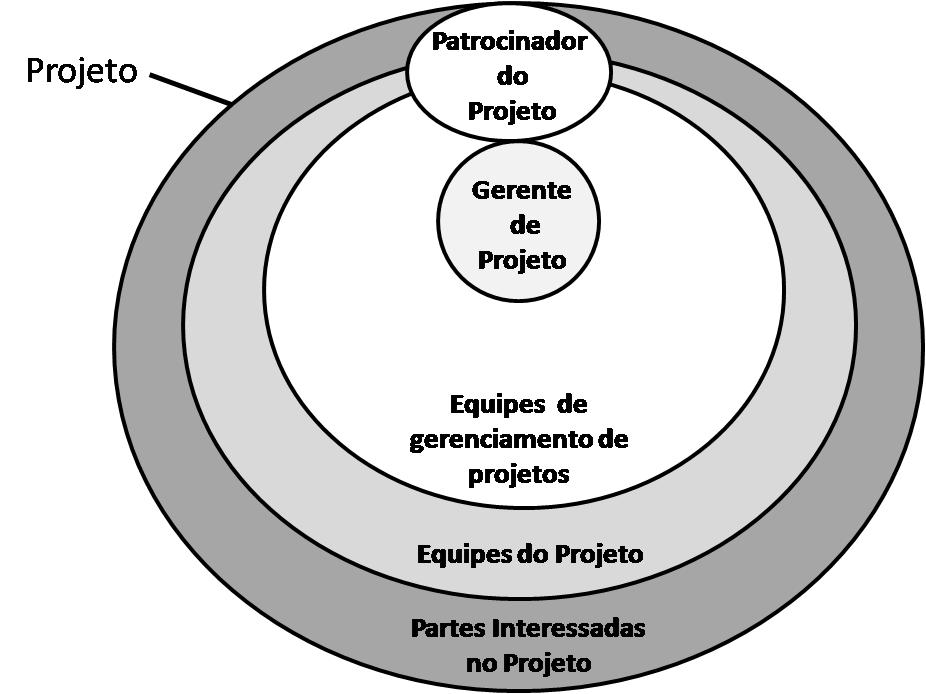 Projeto
Patrocinador
do
Projeto
Gerente
de
Projeto
Equipes de
gerenciamento de
projetos
Equipes do Projeto
Partes Interessadas
no Projeto